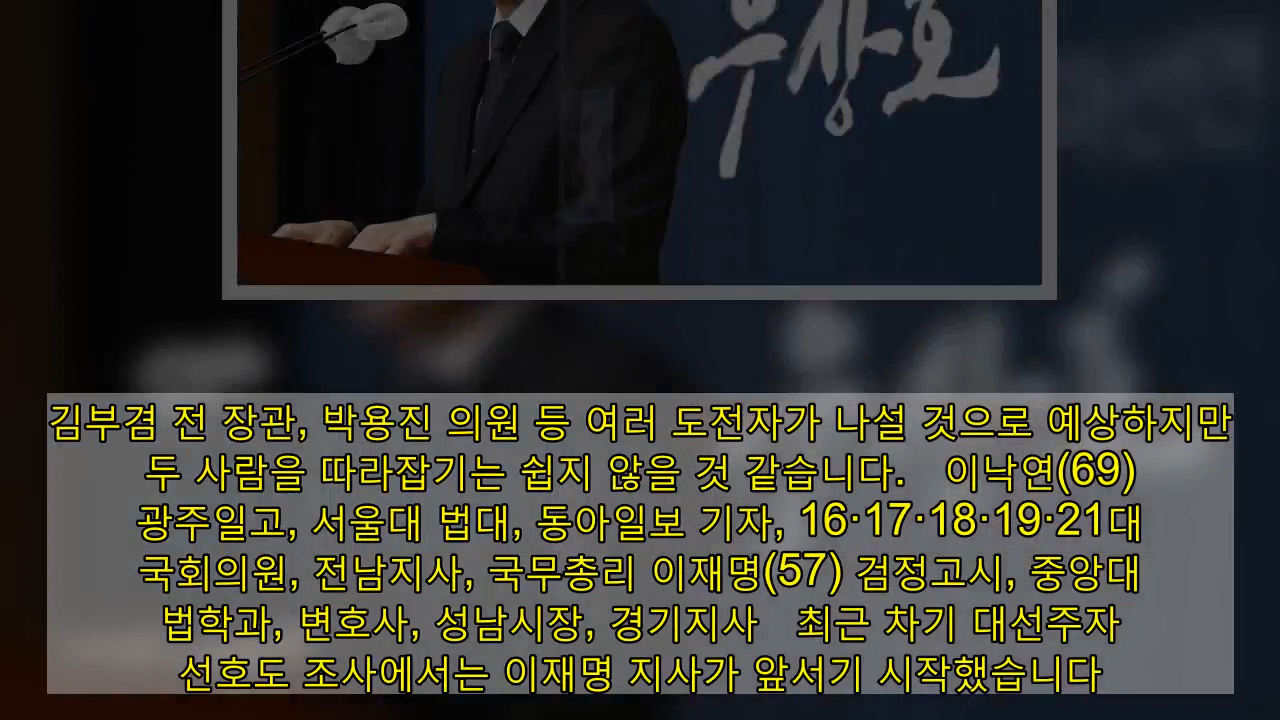 우상호
김부겸 전 장관, 박용진 의원 등 여러 도전자가 나설 것으로 예상하지만
두 사람을 따라잡기는 쉽지 않을 것 같습니다. 이낙연(69)
광주일고, 서울대 법대, 동아일보 기자, 16·17·18·19·21대
국회의원, 전남지사, 국무총리 이재명(57) 검정고시, 중앙대
법학과, 변호사, 성남시장, 경기지사 최근 차기 대선주자
선호도 조사에서는 이재명 지사가 앞서기 시작했습니다